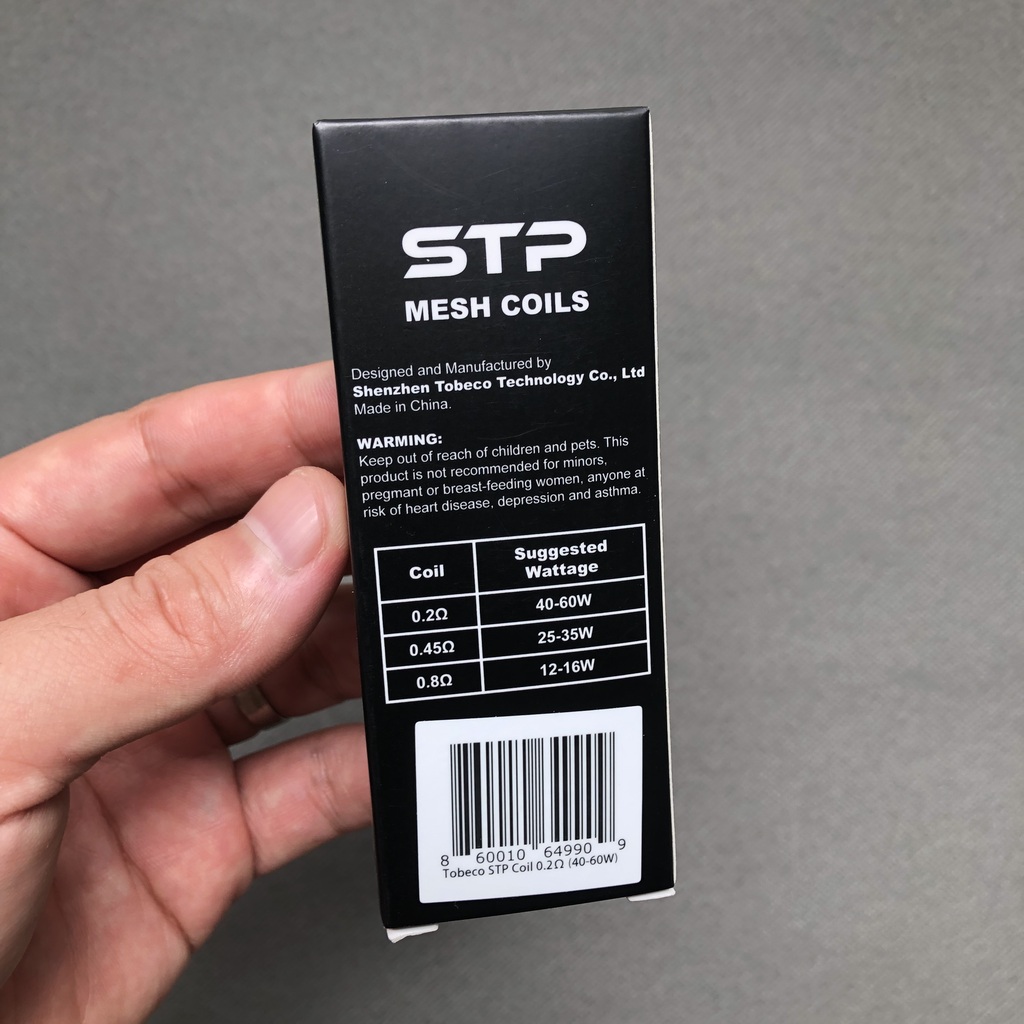 STP
MESH COILS
Designed and Manufactured by
Shenzhen Tobeco Technology Co., Ltd
Made in China.
WARMING:
Keep out of reach of children and pets. This
product is not recommended for minors,
pregmant or breast-feeding women, anyone at
risk of heart disease, depression and asthma.
Coil Suggested Wattage
0.2Ω 40-60W
0.45Ω 25-35W
0.8Ω 12-16W
8 60010 64990 9
Tobeco STP Coil 0.2Ω (40-60W)